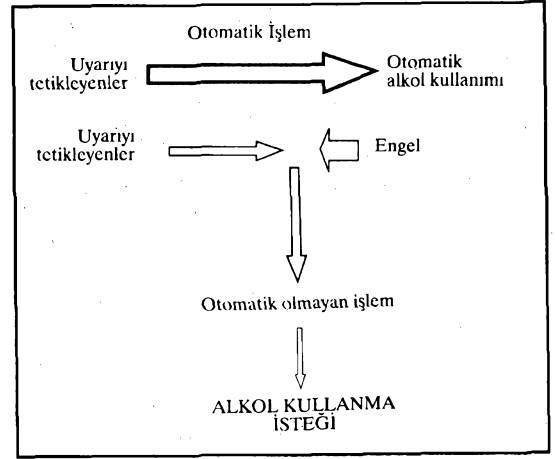 Otomatik İşlem
Uyarıyı
tetikleyenler
Otomatik
alkol kullanımı
Uyarıyı
tetikleyenler
Engel
Otomatik olmayan işlem
ALKOL KULLANMA
İSTEĞİ